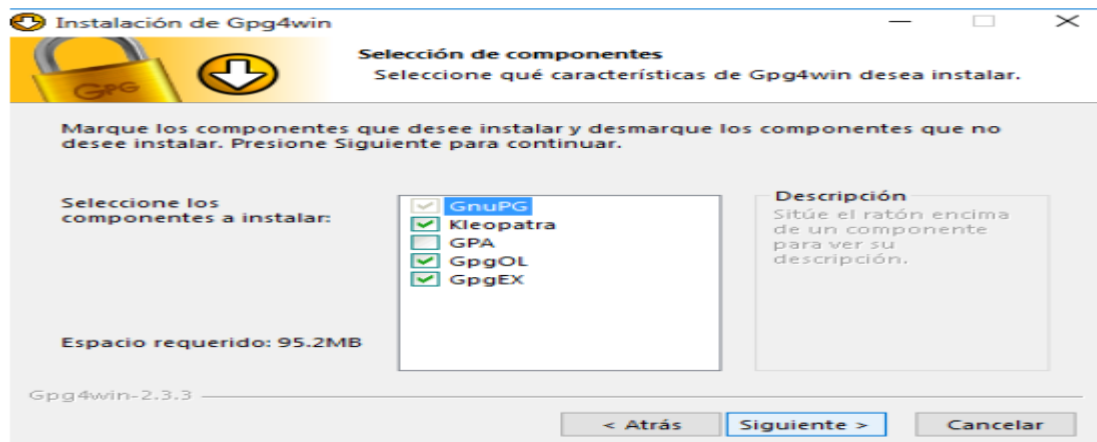 Instalación de Gpg4win
GPG
Selección de componentes
Seleccione qué características de Gpg4win desea instalar.
Marque los componentes que desee instalar y desmarque los componentes que no
desee instalar. Presione Siguiente para continuar.
Seleccione los
componentes a instalar:
GnuPG
Kleopatra
GPA
GpgOL
GpgEX
Descripción
Sitúe el ratón encima
de un componente
para ver su
descripción.
Espacio requerido: 95.2MB
Gpg4win-2.3.3
< Atrás
Siguiente >
Cancelar